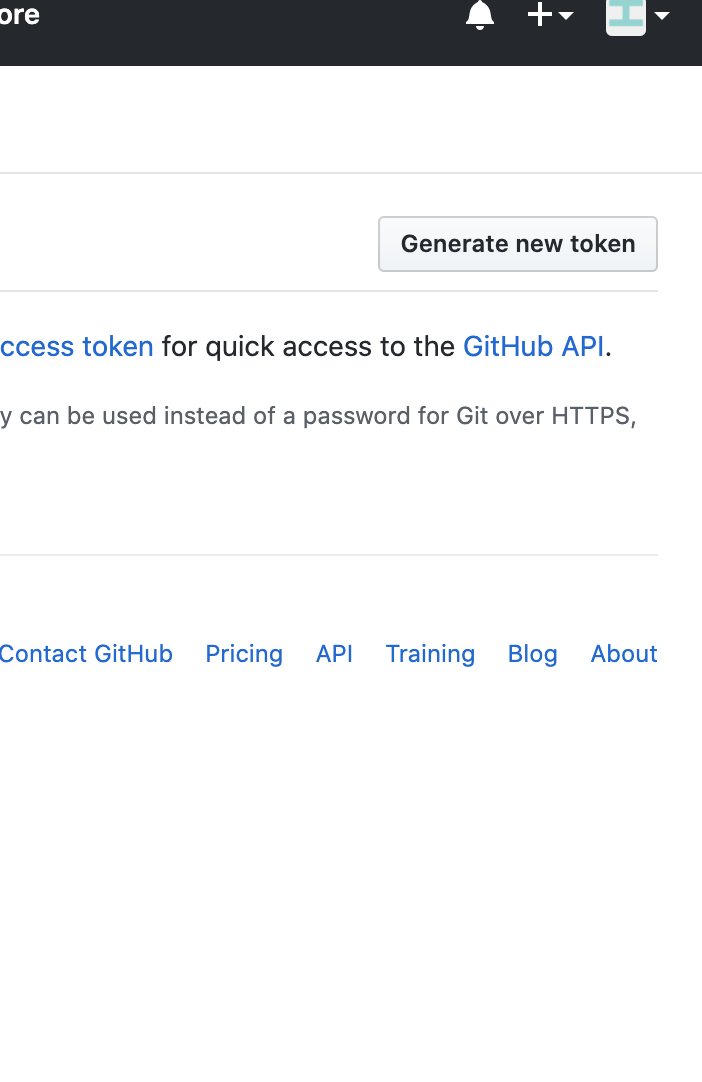 ore
Generate new token
ccess token for quick access to the GitHub API.
y can be used instead of a password for Git over HTTPS,
Contact GitHub Pricing API Training Blog About